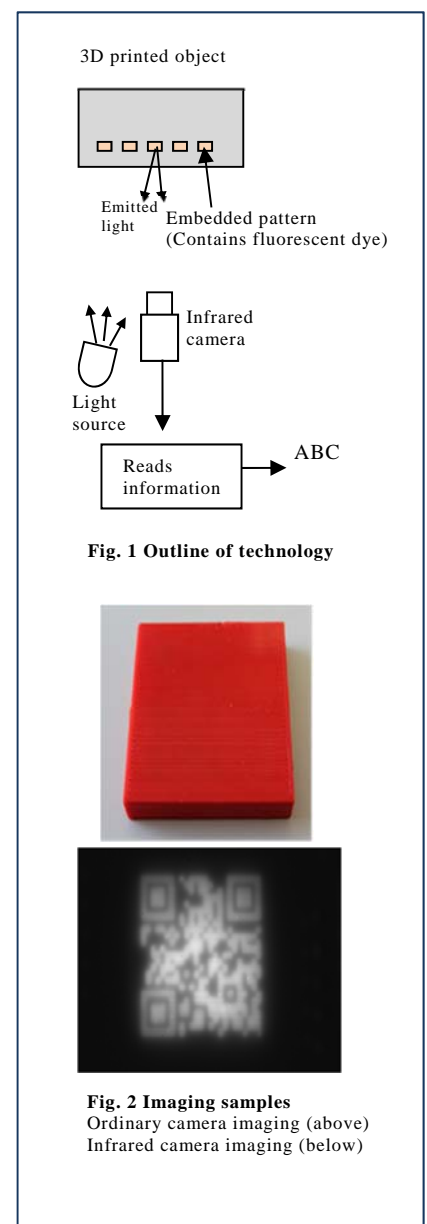 3D printed object
Emitted
light
Embedded pattern
(Contains fluorescent dye)
Infrared
camera
Light
source
Reads
information
ABC
Fig. 1 Outline of technology
Fig. 2 Imaging samples
Ordinary camera imaging (above)
Infrared camera imaging (below)